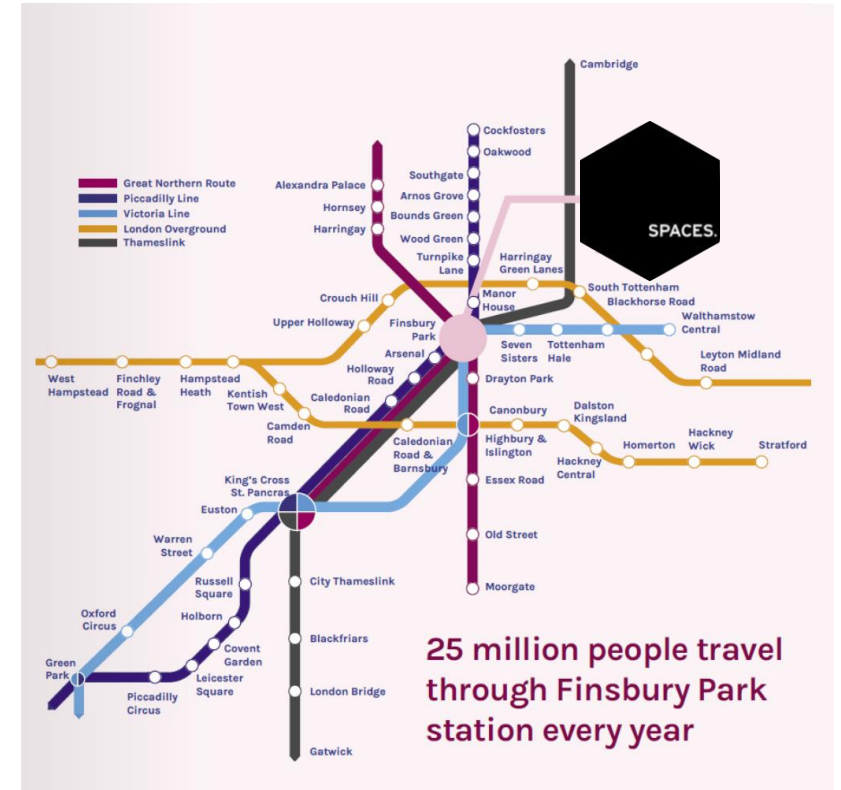 Cambridge
Cockfosters
Oakwood
Southgate
Arnos Grove
Bounds Green
Wood Green
Turnpike
Lane
Manor
House
SPACES.
Great Northern Route
Piccadilly Line
Victoria Line
London Overground
Thameslink
Alexandra Palace
Hornsey
Harringay
Harringay
Green Lanes
South Tottenham
Blackhorse Road
Crouch Hill
Upper Holloway
Finsbury
Park
Walthamstow
Central
Seven
Sisters
Tottenham
Hale
Leyton Midland
Road
Arsenal
Holloway
Road
Caledonian
Road
Drayton Park
West
Hampstead
Finchley
Road &
Frognal
Hampstead
Heath
Kentish
Town West
Camden
Road
Caledonian
Road &
Barnsbury
Canonbury
Highbury &
Islington
Dalston
Kingsland
Hackney
Central
Homerton
Hackney
Wick
Stratford
King's Cross
St. Pancras
Euston
Essex Road
Warren
Street
Old Street
Russell
Square
City Thameslink
Moorgate
Oxford
Circus
Holborn
Covent
Garden
Blackfriars
Green
Park
Leicester
Square
Piccadilly
Circus
London Bridge
Gatwick
25 million people travel
through Finsbury Park
station every year